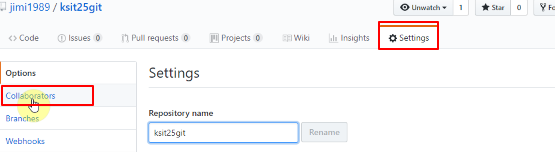 jimi1989 / ksit25git
Unwatch 1 Star 0
Code Issues 0 Pull requests 0 Projects 0 Wiki Insights Settings
Options
Collaborators
Branches
Webhooks
Settings
Repository name
ksit25git Rename